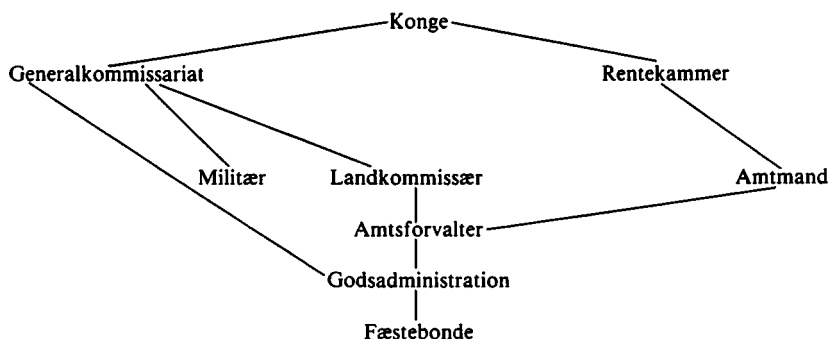 Konge
Generalkommissariat Rentekammer
Militær Landkommissær Amtmand
Amtsforvalter
Godsadministration
Fæstebonde